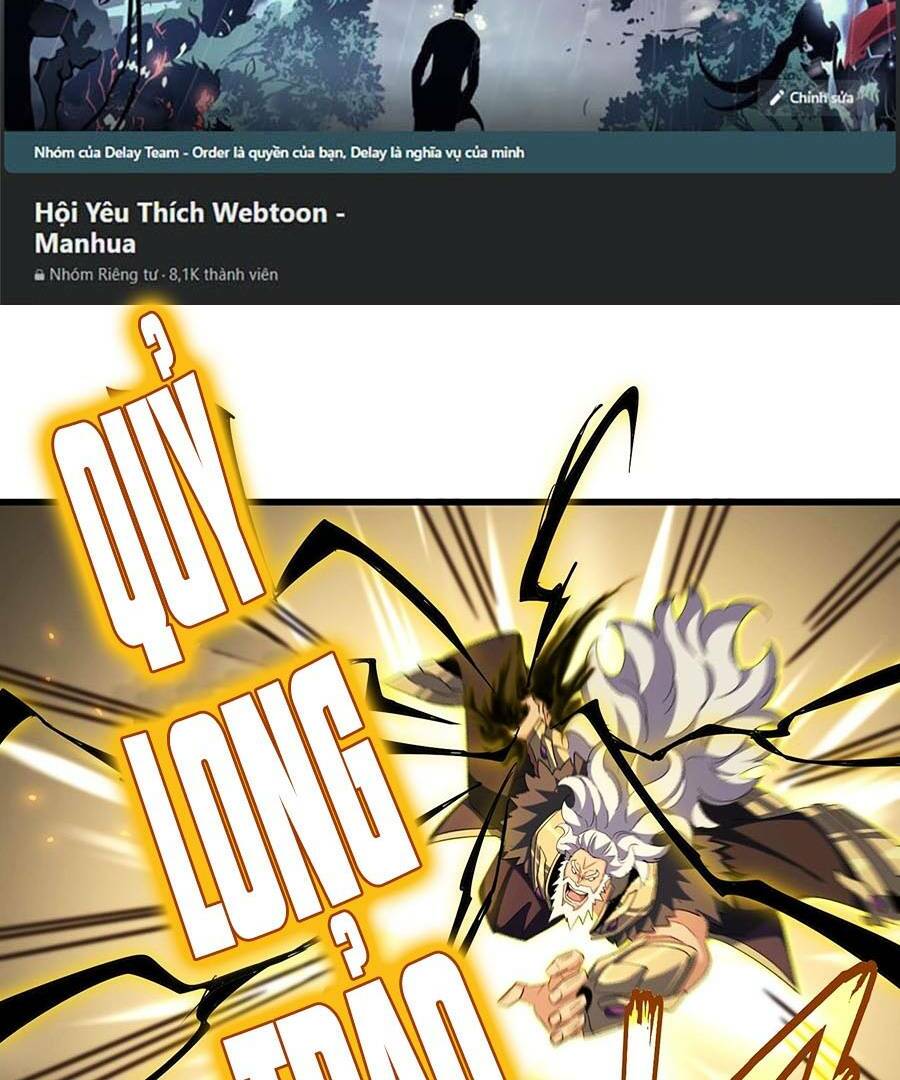 Chỉnh sửa
Nhóm của Delay Team - Order là quyền của bạn, Delay là nghĩa vụ của mình
Hội Yêu Thích Webtoon -
Manhua
Nhóm Riêng tư · 8,1K thành viên
QUỶ
LONG
TRẢO